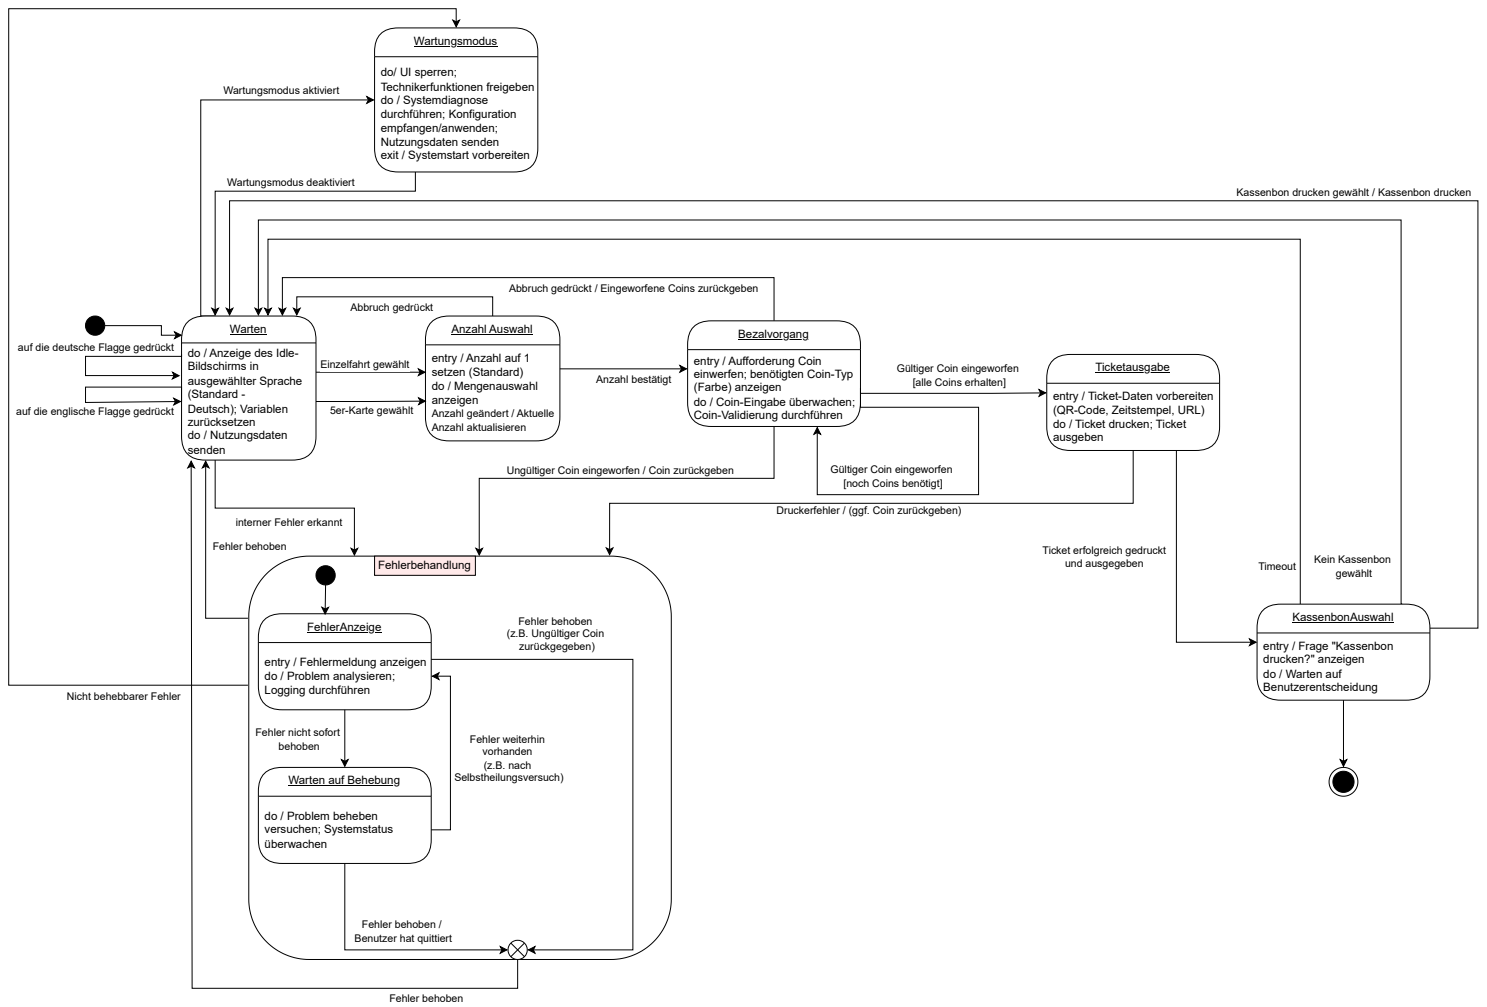 Wartungsmodus
do/ UI sperren;
Technikerfunktionen freigeben
do / Systemdiagnose
durchführen; Konfiguration
empfangen/anwenden;
Nutzungsdaten senden
exit / Systemstart vorbereiten
Wartungsmodus aktiviert
Wartungsmodus deaktiviert
Kassenbon drucken gewählt / Kassenbon drucken
Abbruch gedrückt / Eingeworfene Coins zurückgeben
Abbruch gedrückt
auf die deutsche Flagge gedrückt
auf die englische Flagge gedrückt
Warten
do / Anzeige des Idle-
Bildschirms in
ausgewählter Sprache
(Standard -
Deutsch); Variablen
zurücksetzen
do / Nutzungsdaten
senden
Einzelfahrt gewählt
5er-Karte gewählt
Anzahl Auswahl
entry / Anzahl auf 1
setzen (Standard)
do / Mengenauswahl
anzeigen
Anzahl geändert / Aktuelle
Anzahl aktualisieren
Anzahl bestätigt
Bezalvorgang
entry / Aufforderung Coin
einwerfen; benötigten Coin-Typ
(Farbe) anzeigen
do / Coin-Eingabe überwachen;
Coin-Validierung durchführen
Gültiger Coin eingeworfen
[alle Coins erhalten]
Gültiger Coin eingeworfen
[noch Coins benötigt]
Ticketausgabe
entry / Ticket-Daten vorbereiten
(QR-Code, Zeitstempel, URL)
do / Ticket drucken; Ticket
ausgeben
Ungültiger Coin eingeworfen / Coin zurückgeben
Druckerfehler / (ggf. Coin zurückgeben)
interner Fehler erkannt
Fehler behoben
Ticket erfolgreich gedruckt
und ausgegeben
Timeout
Kein Kassenbon
gewählt
KassenbonAuswahl
entry / Frage "Kassenbon
drucken?" anzeigen
do / Warten auf
Benutzerentscheidung
Fehlerbehandlung
FehlerAnzeige
entry / Fehlermeldung anzeigen
do / Problem analysieren;
Logging durchführen
Fehler behoben
(z.B. Ungültiger Coin
zurückgegeben)
Nicht behebbarer Fehler
Fehler nicht sofort
behoben
Fehler weiterhin
vorhanden
(z.B. nach
Selbstheilungsversuch)
Warten auf Behebung
do / Problem beheben
versuchen; Systemstatus
überwachen
Fehler behoben /
Benutzer hat quittiert
Fehler behoben